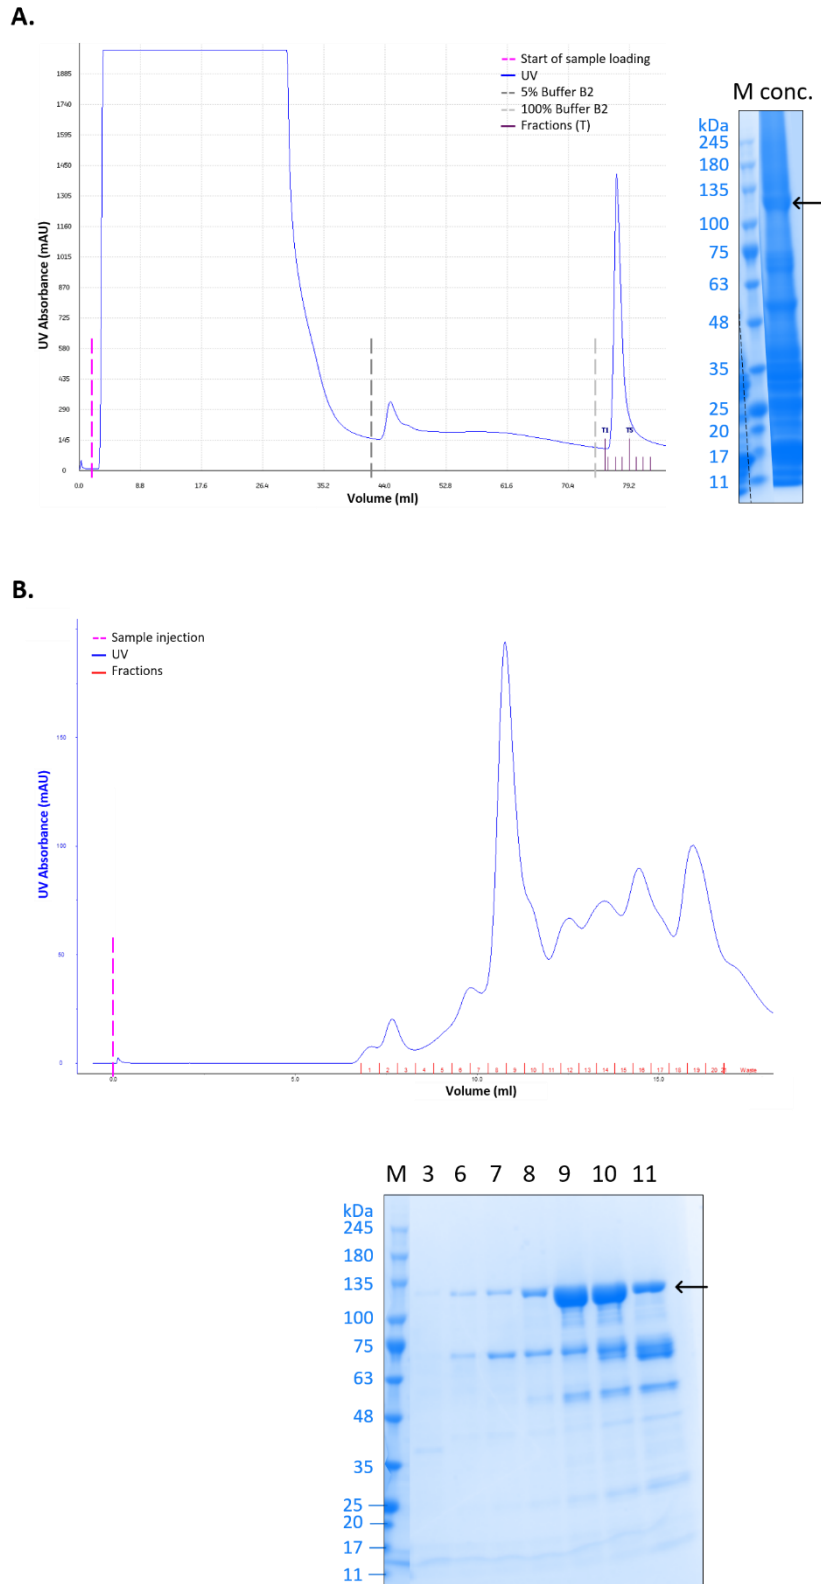 A.
Start of sample loading
UV
5% Buffer B2
100% Buffer B2
Fractions (T)
UV Absorbance (mAU)
1885
1740
1595
1450
1305
1160
1015
870
725
580
435
290
145
0
T1
T5
0.0 8.8 17.6 26.4 35.2 44.0 52.8 61.6 70.4 79.2
Volume (ml)
M conc.
kDa
245
180
135
100
75
63
48
35
25
20
17
11
B.
Sample injection
UV
Fractions
UV Absorbance (mAU)
150
100
50
0
1 2 3 4 5 6 7 8 9 10 11 12 13 14 15 16 17 18 19 20 21 Waste
0.0 5.0 10.0 15.0
Volume (ml)
M 3 6 7 8 9 10 11
kDa
245
180
135
100
75
63
48
35
25
20
17
11